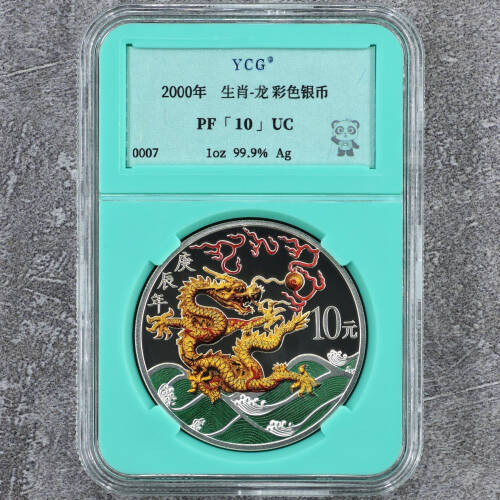 YCG®
2000年 生肖-龙 彩色银币
PF「10」UC
0007 1oz 99.9% Ag
庚辰年
10元